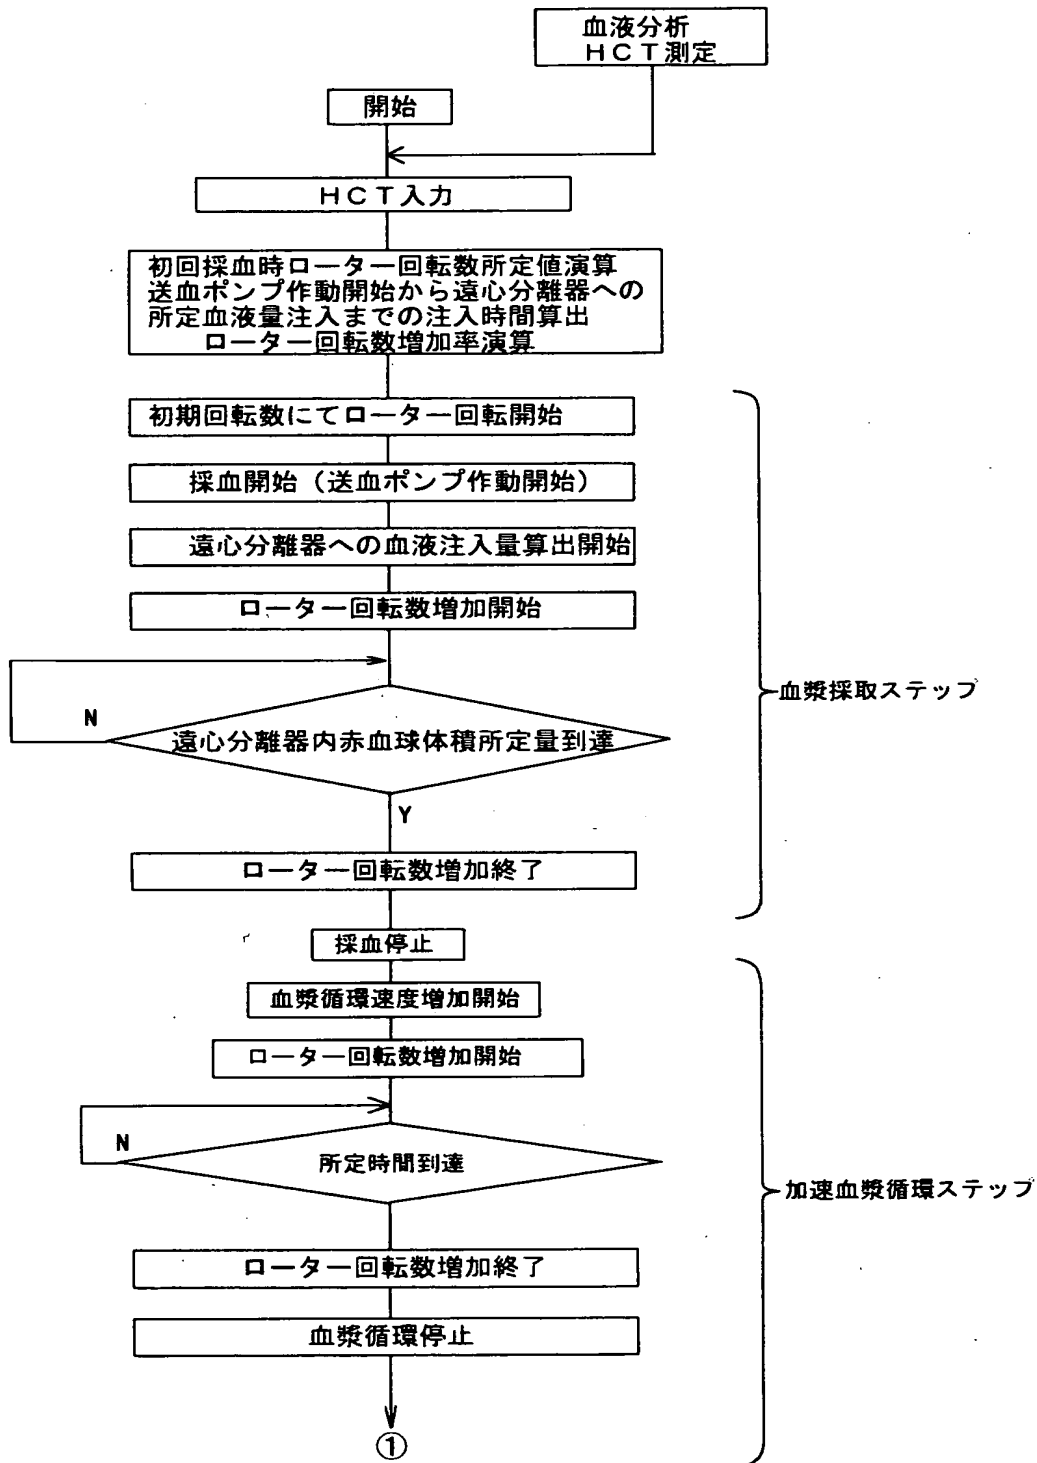 血液分析
HCT測定
開始
HCT入力
初回採血時ローター回転数所定値演算
送血ポンプ作動開始から遠心分離器への
所定血液量注入までの注入時間算出
ローター回転数増加率演算
初期回転数にてローター回転開始
採血開始（送血ポンプ作動開始）
遠心分離器への血液注入量算出開始
ローター回転数増加開始
血漿採取ステップ
N
遠心分離器内赤血球体積所定量到達
Y
ローター回転数増加終了
採血停止
血漿循環速度増加開始
ローター回転数増加開始
N
所定時間到達
加速血漿循環ステップ
ローター回転数増加終了
血漿循環停止
①